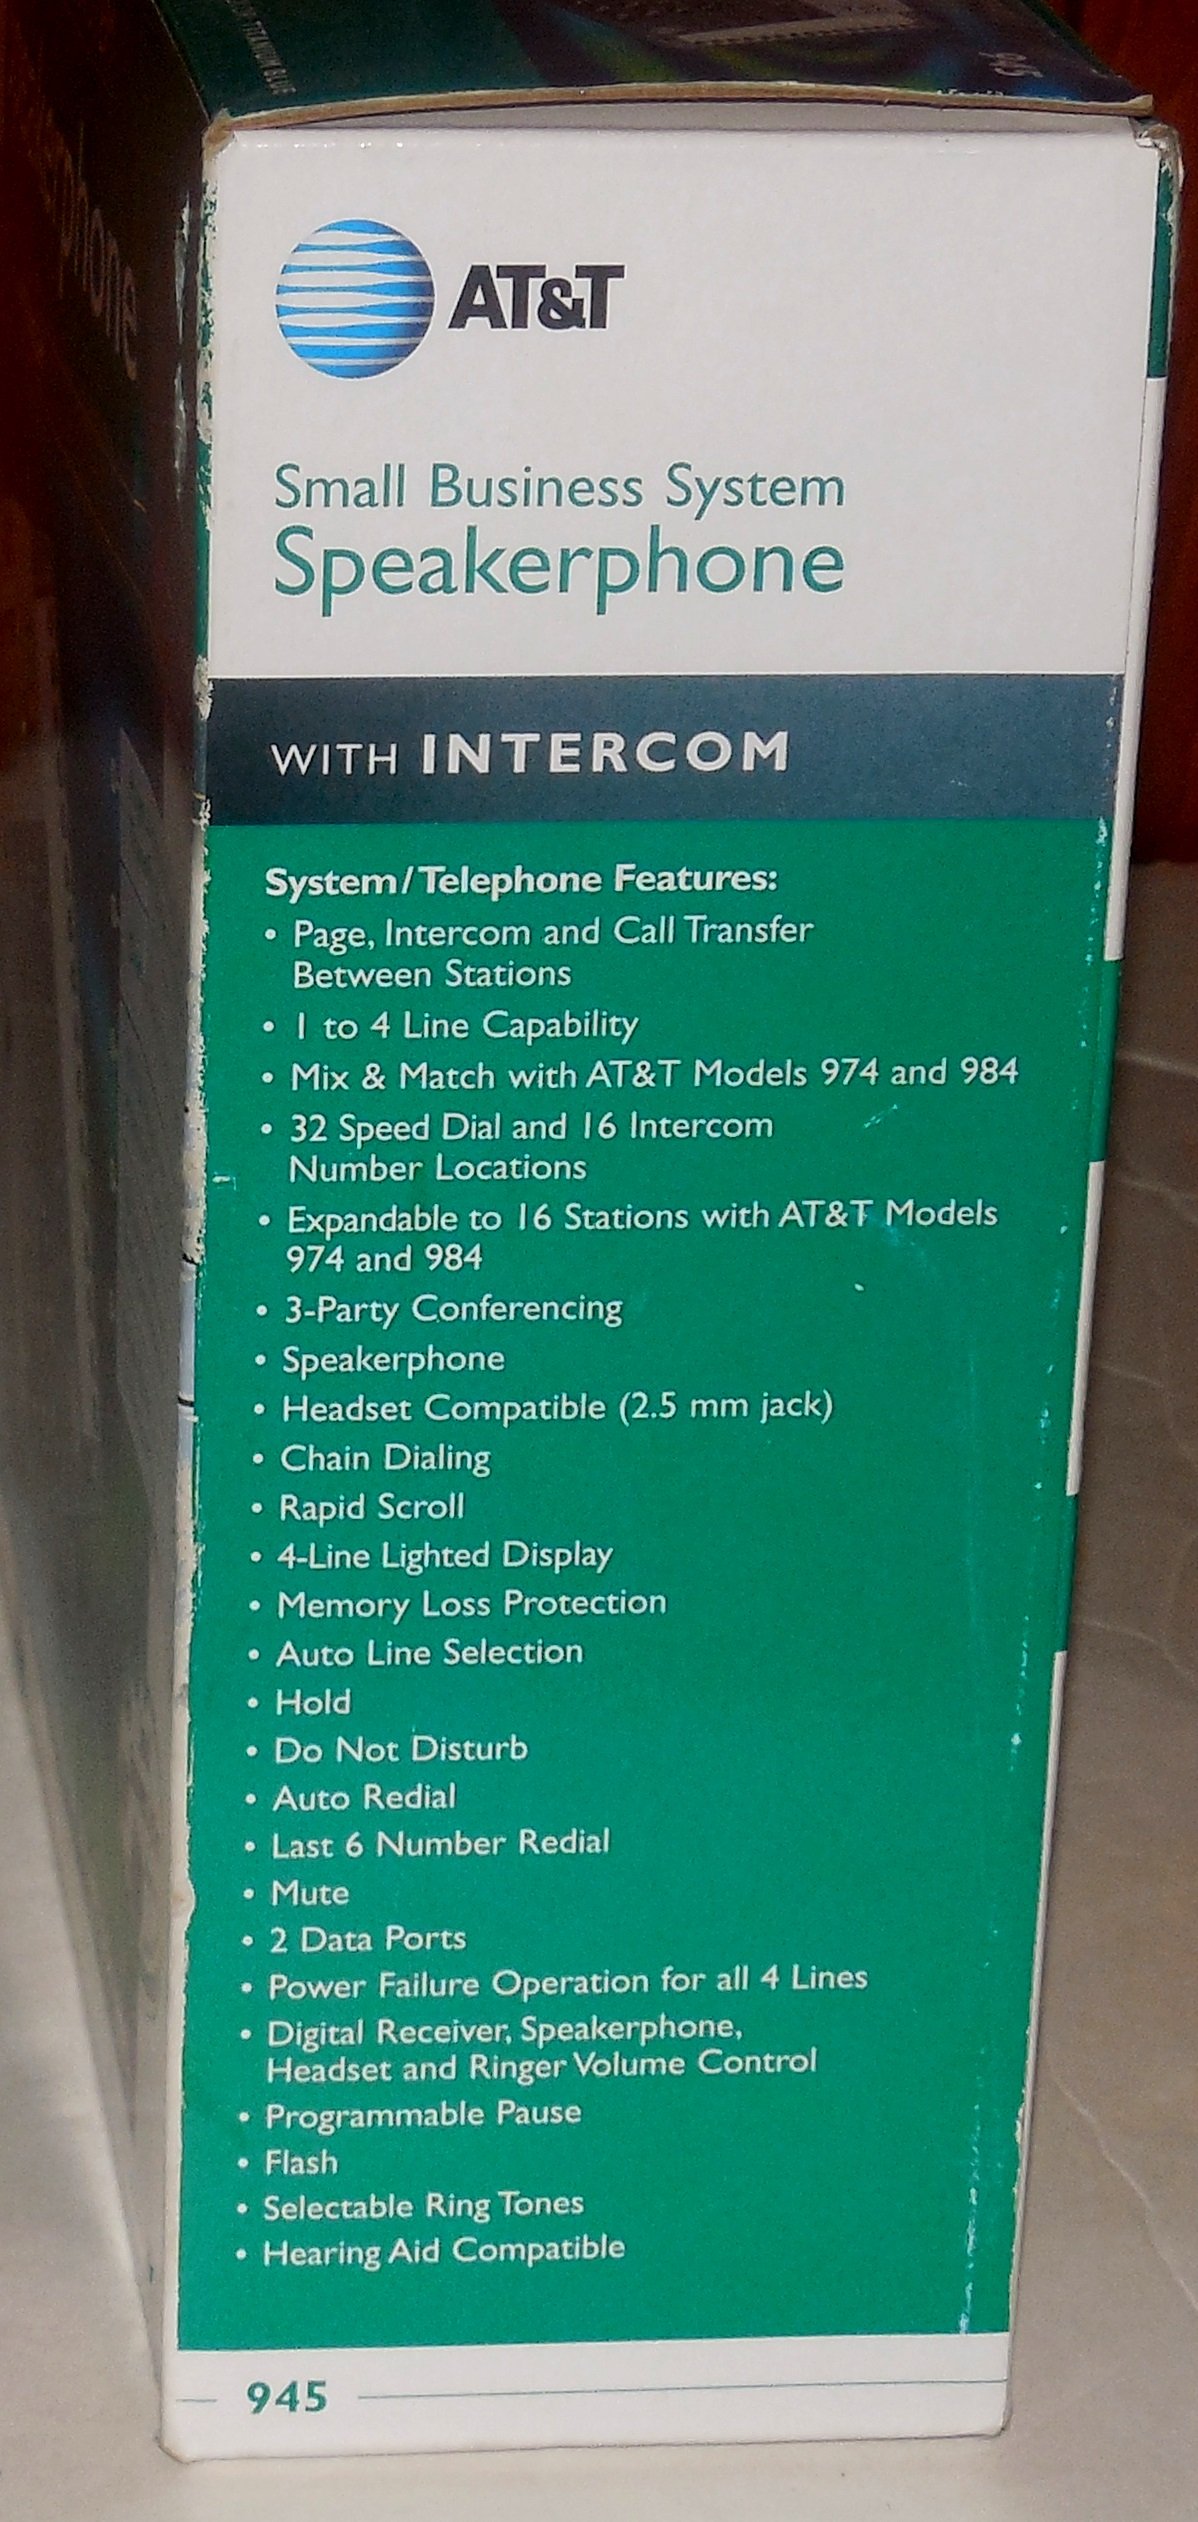 945
AT&T
Small Business System
Speakerphone
WITH INTERCOM
System/Telephone Features:
• Page, Intercom and Call Transfer
Between Stations
• 1 to 4 Line Capability
• Mix & Match with AT&T Models 974 and 984
• 32 Speed Dial and 16 Intercom
Number Locations
• Expandable to 16 Stations with AT&T Models
974 and 984
• 3-Party Conferencing
• Speakerphone
• Headset Compatible (2.5 mm jack)
• Chain Dialing
• Rapid Scroll
• 4-Line Lighted Display
• Memory Loss Protection
• Auto Line Selection
• Hold
• Do Not Disturb
• Auto Redial
• Last 6 Number Redial
• Mute
• 2 Data Ports
• Power Failure Operation for all 4 Lines
• Digital Receiver, Speakerphone,
Headset and Ringer Volume Control
• Programmable Pause
• Flash
• Selectable Ring Tones
• Hearing Aid Compatible
945